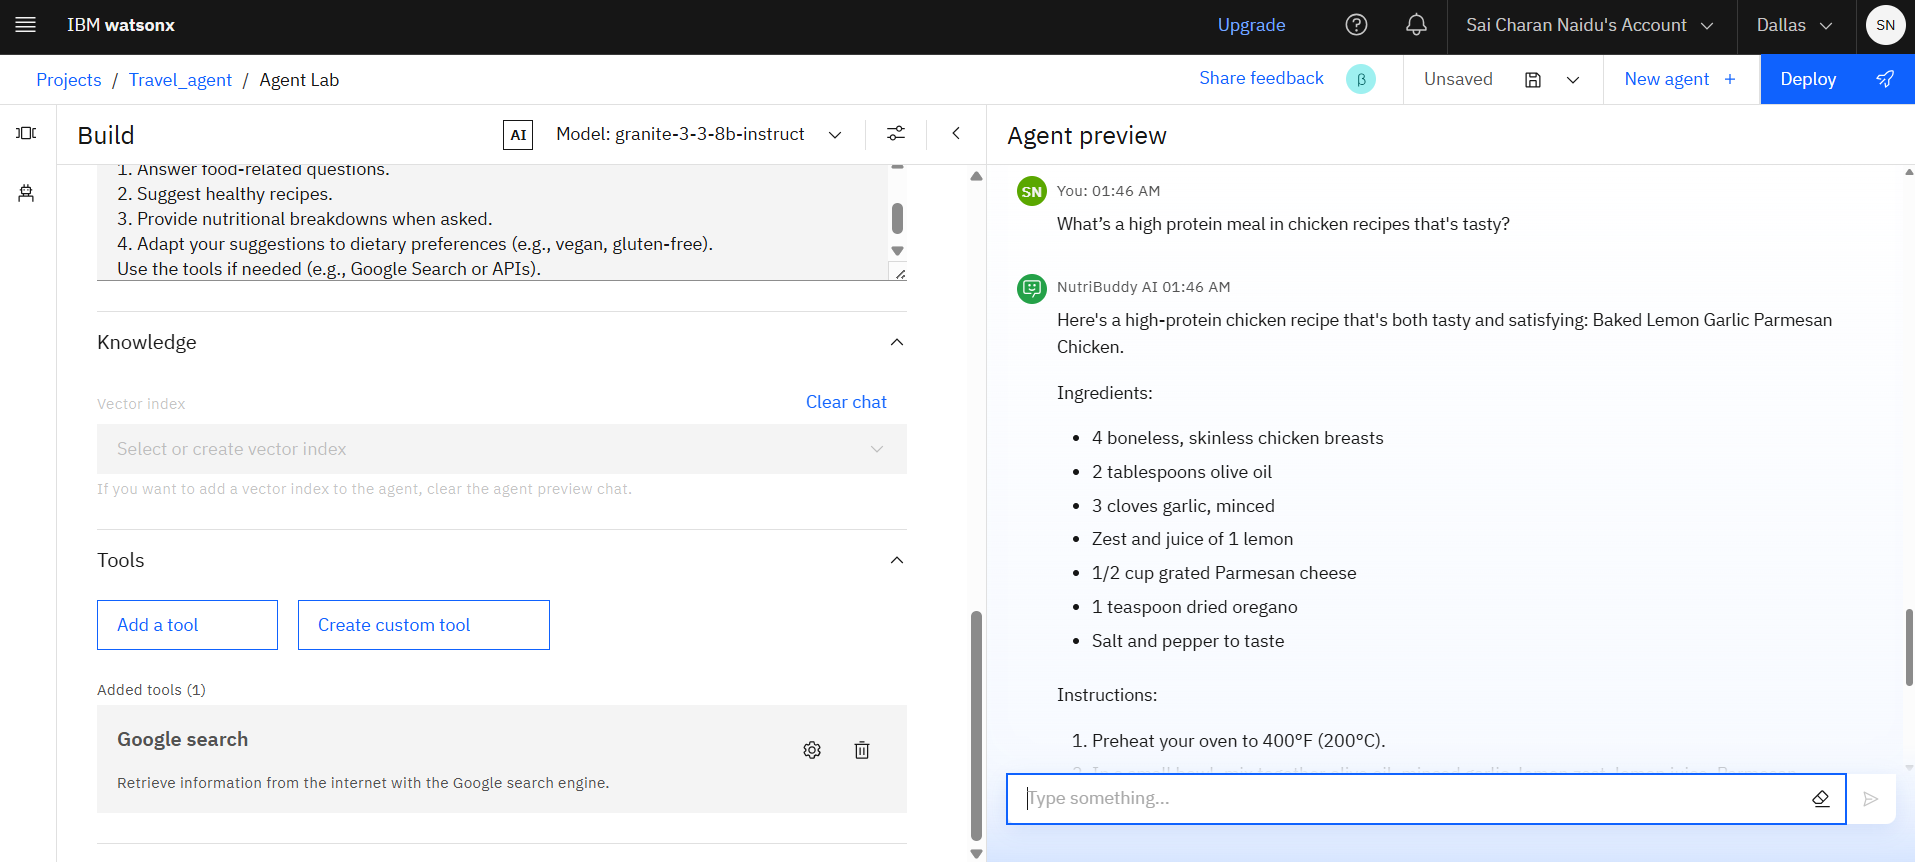 IBM watsonx
Upgrade
Sai Charan Naidu's Account
Dallas
SN
Projects / Travel_agent / Agent Lab
Share feedback
β
Unsaved
New agent +
Deploy
Build
AI
Model: granite-3-3-8b-instruct
1. Answer food-related questions.
2. Suggest healthy recipes.
3. Provide nutritional breakdowns when asked.
4. Adapt your suggestions to dietary preferences (e.g., vegan, gluten-free).
Use the tools if needed (e.g., Google Search or APIs).
Knowledge
Vector index
Clear chat
Select or create vector index
If you want to add a vector index to the agent, clear the agent preview chat.
Tools
Add a tool
Create custom tool
Added tools (1)
Google search
Retrieve information from the internet with the Google search engine.
Agent preview
SN
You: 01:46 AM
What’s a high protein meal in chicken recipes that's tasty?
NutriBuddy AI 01:46 AM
Here's a high-protein chicken recipe that's both tasty and satisfying: Baked Lemon Garlic Parmesan
Chicken.
Ingredients:
• 4 boneless, skinless chicken breasts
• 2 tablespoons olive oil
• 3 cloves garlic, minced
• Zest and juice of 1 lemon
• 1/2 cup grated Parmesan cheese
• 1 teaspoon dried oregano
• Salt and pepper to taste
Instructions:
1. Preheat your oven to 400°F (200°C).
Type something...